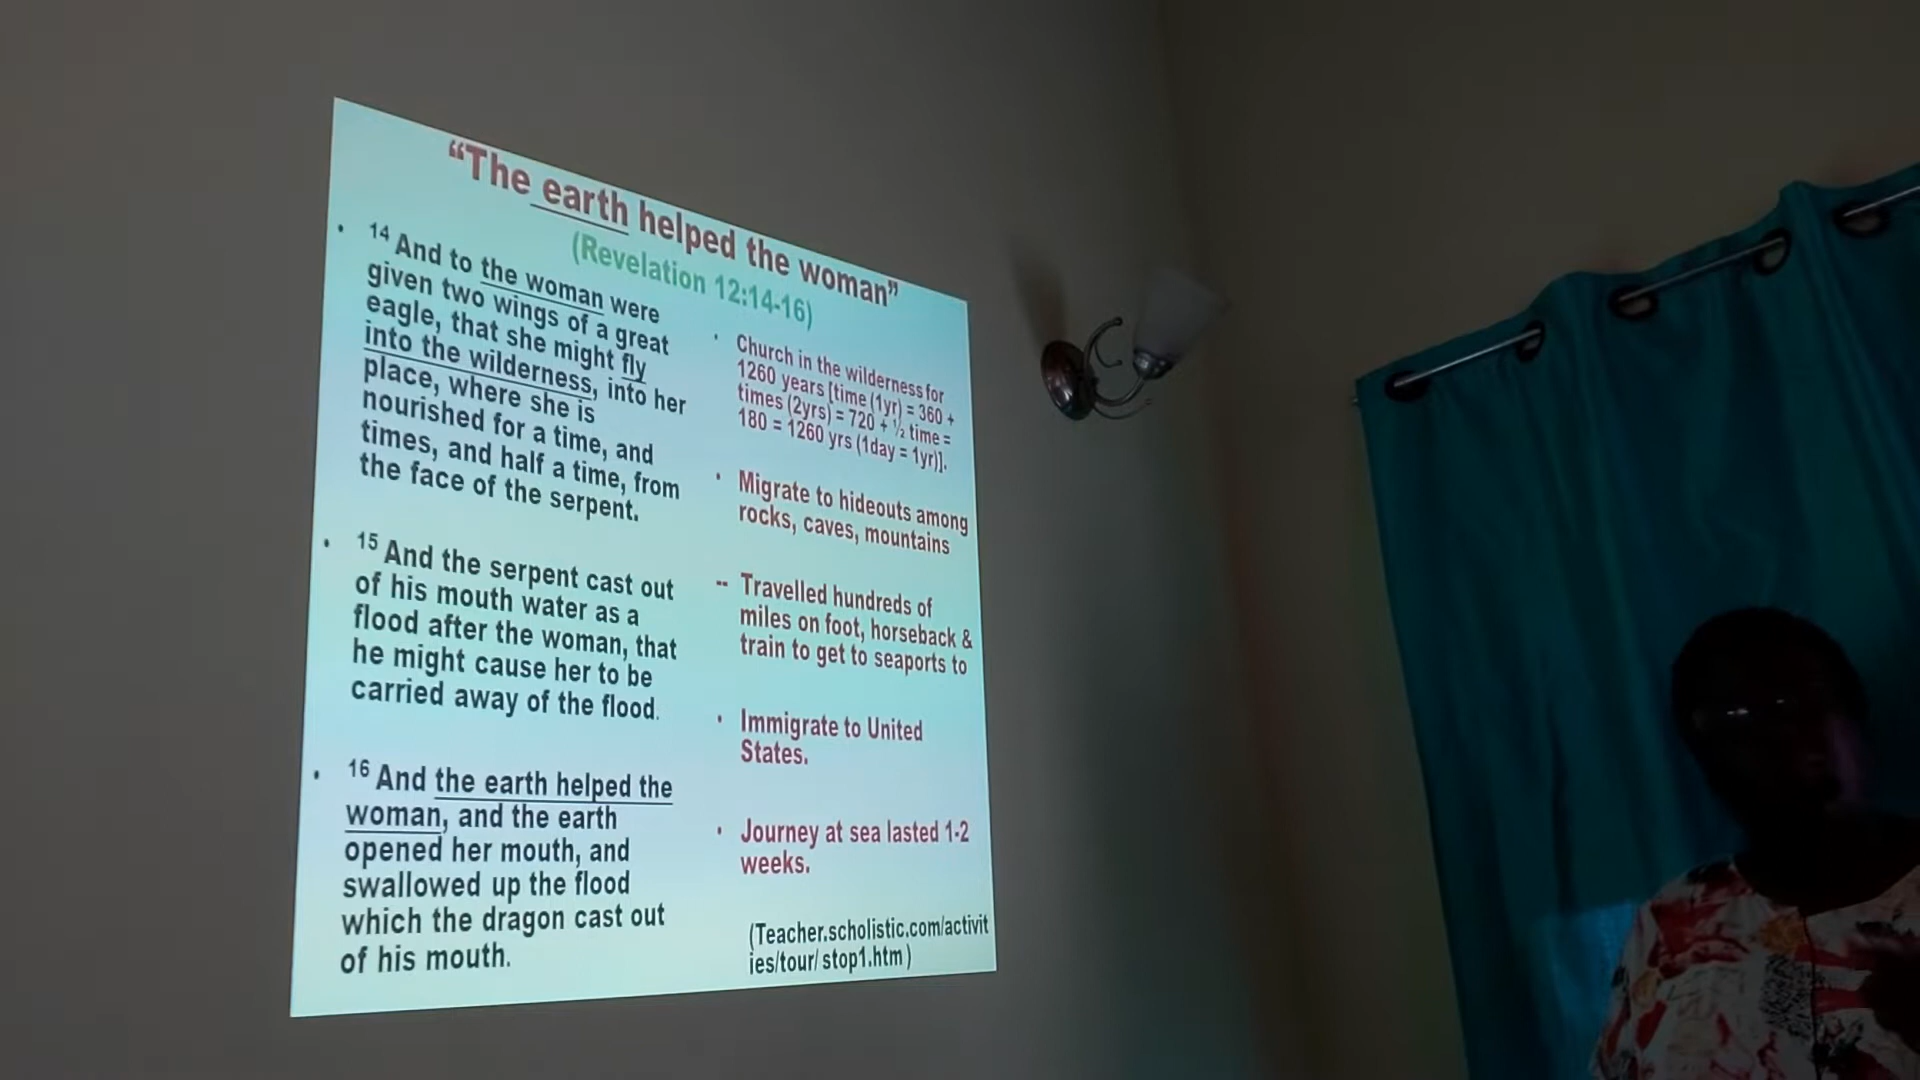 “The earth helped the woman”
(Revelation 12:14-16)
• 14 And to the woman were
given two wings of a great
eagle, that she might fly
into the wilderness, into her
place, where she is
nourished for a time, and
times, and half a time, from
the face of the serpent.
• 15 And the serpent cast out
of his mouth water as a
flood after the woman, that
he might cause her to be
carried away of the flood.
• 16 And the earth helped the
woman, and the earth
opened her mouth, and
swallowed up the flood
which the dragon cast out
of his mouth.
• Church in the wilderness for
1260 years [time (1yr) = 360 +
times (2yrs) = 720 + ½ time =
180 = 1260 yrs (1day = 1yr)].
• Migrate to hideouts among
rocks, caves, mountains
-- Travelled hundreds of
miles on foot, horseback &
train to get to seaports to
• Immigrate to United
States.
• Journey at sea lasted 1-2
weeks.
(Teacher.scholistic.com/activit
ies/tour/ stop1.htm )